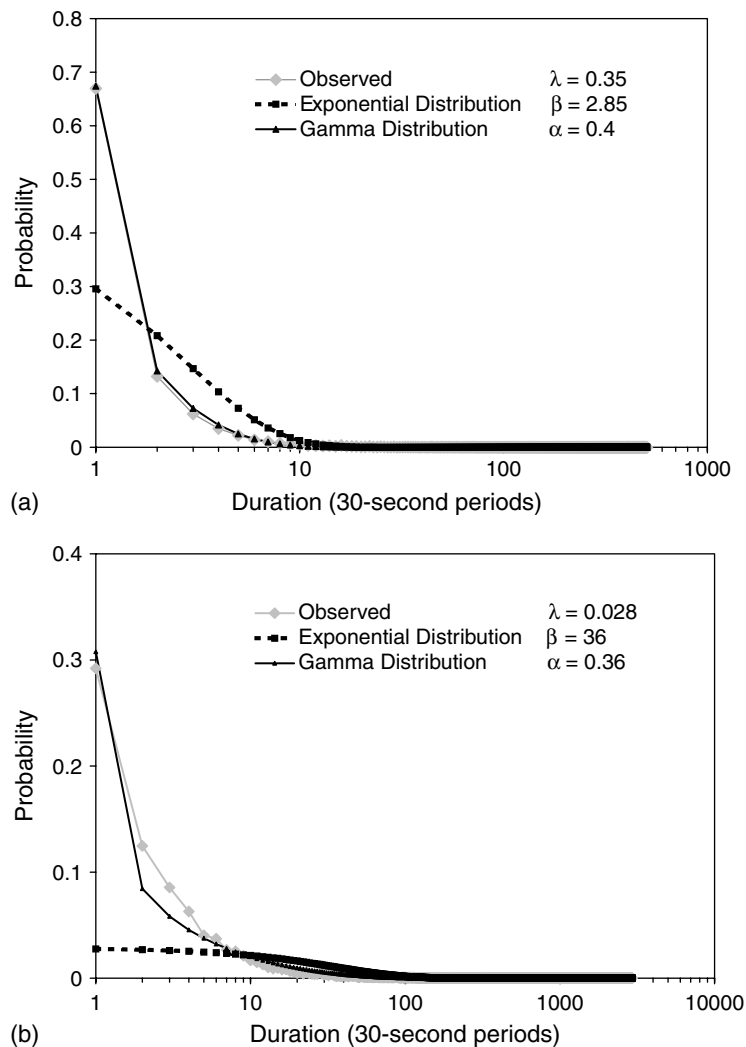 0.8
0.7
0.6
0.5
0.4
0.3
0.2
0.1
0
Probability
Observed λ = 0.35
Exponential Distribution β = 2.85
Gamma Distribution α = 0.4
1 10 100 1000
(a) Duration (30-second periods)
0.4
0.3
0.2
0.1
0
Probability
Observed λ = 0.028
Exponential Distribution β = 36
Gamma Distribution α = 0.36
1 10 100 1000 10000
(b) Duration (30-second periods)